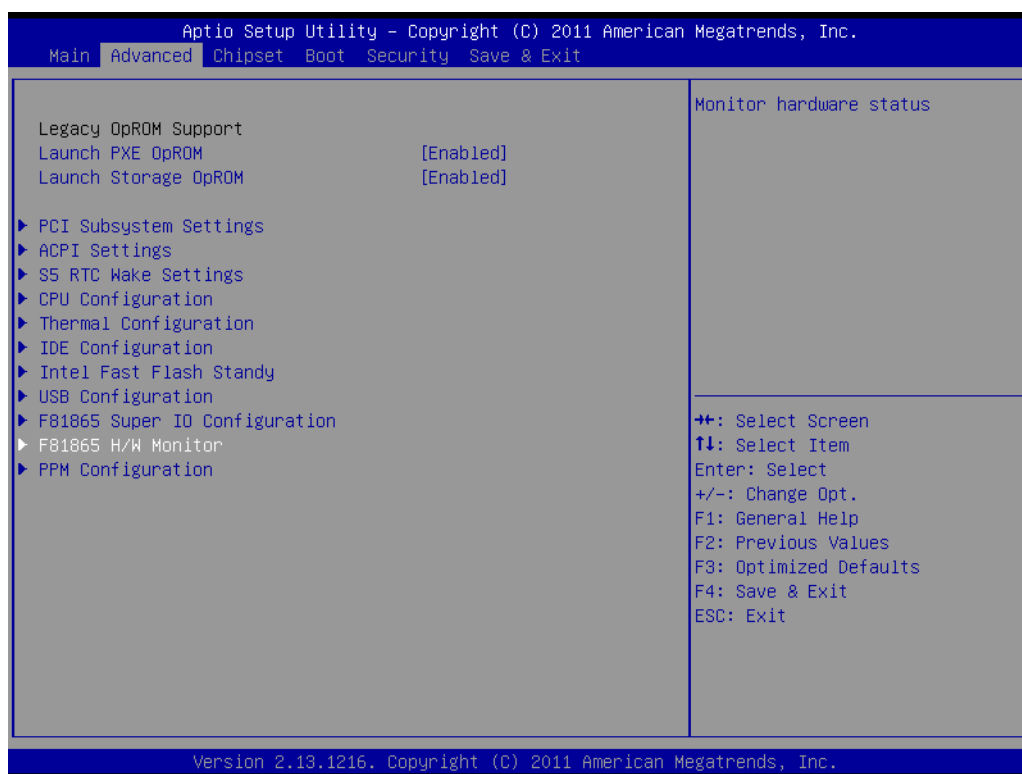 Aptio Setup Utility – Copyright (C) 2011 American Megatrends, Inc.
Main Advanced Chipset Boot Security Save & Exit
Legacy OpROM Support
Launch PXE OpROM [Enabled]
Launch Storage OpROM [Enabled]
▶ PCI Subsystem Settings
▶ ACPI Settings
▶ S5 RTC Wake Settings
▶ CPU Configuration
▶ Thermal Configuration
▶ IDE Configuration
▶ Intel Fast Flash Standy
▶ USB Configuration
▶ F81865 Super IO Configuration
▶ F81865 H/W Monitor
▶ PPM Configuration
Monitor hardware status
→←: Select Screen
↑↓: Select Item
Enter: Select
+/-: Change Opt.
F1: General Help
F2: Previous Values
F3: Optimized Defaults
F4: Save & Exit
ESC: Exit
Version 2.13.1216. Copyright (C) 2011 American Megatrends, Inc.